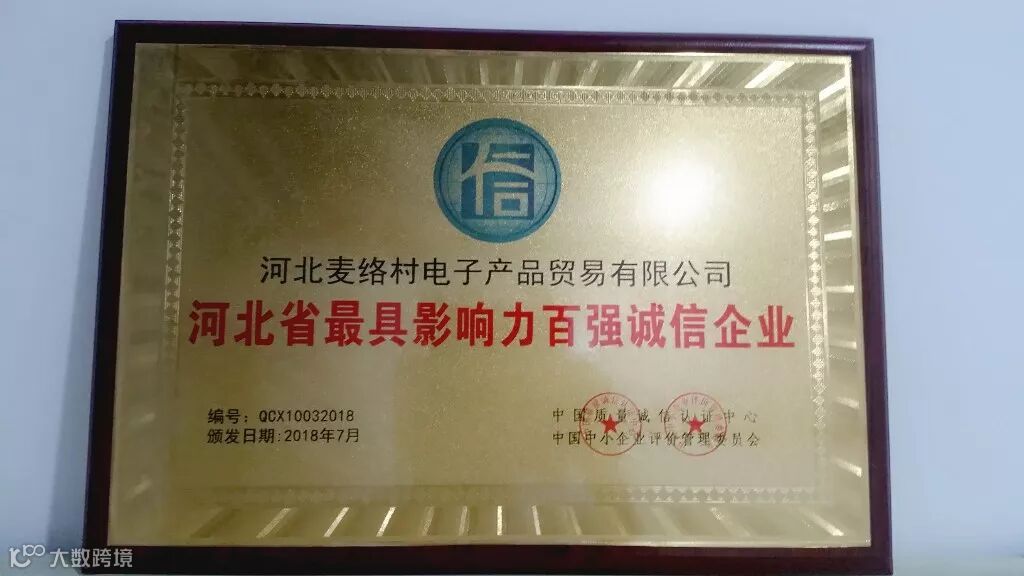 信
河北麦络村电子产品贸易有限公司
河北省最具影响力百强诚信企业
编号：QCX10032018
颁发日期：2018年7月
中国质量诚信认证中心
中国中小企业评价管理委员会
大数跨境